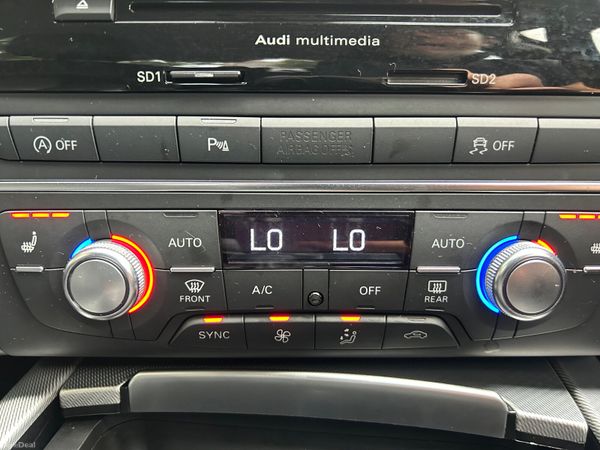 Audi multimedia
SD1 SD2
A OFF P PASSENGER AIRBAG OFF OFF
LO LO
AUTO AUTO
FRONT A/C OFF REAR
SYNC